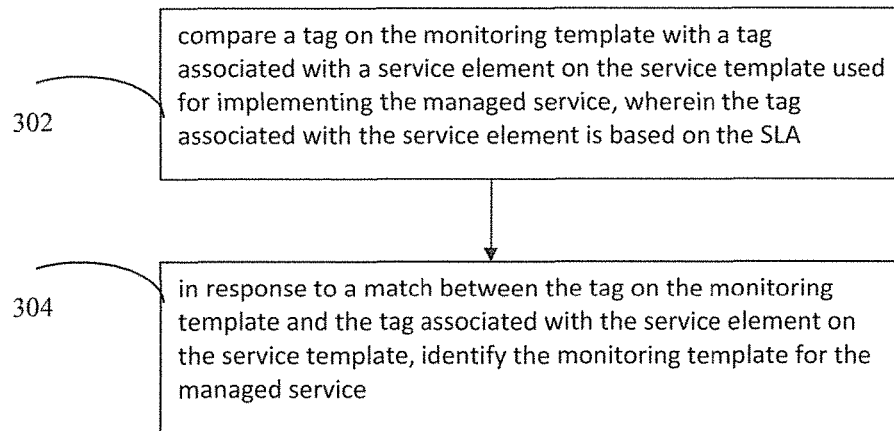 compare a tag on the monitoring template with a tag
associated with a service element on the service template used
for implementing the managed service, wherein the tag
associated with the service element is based on the SLA
302
in response to a match between the tag on the monitoring
template and the tag associated with the service element on
the service template, identify the monitoring template for the
managed service
304